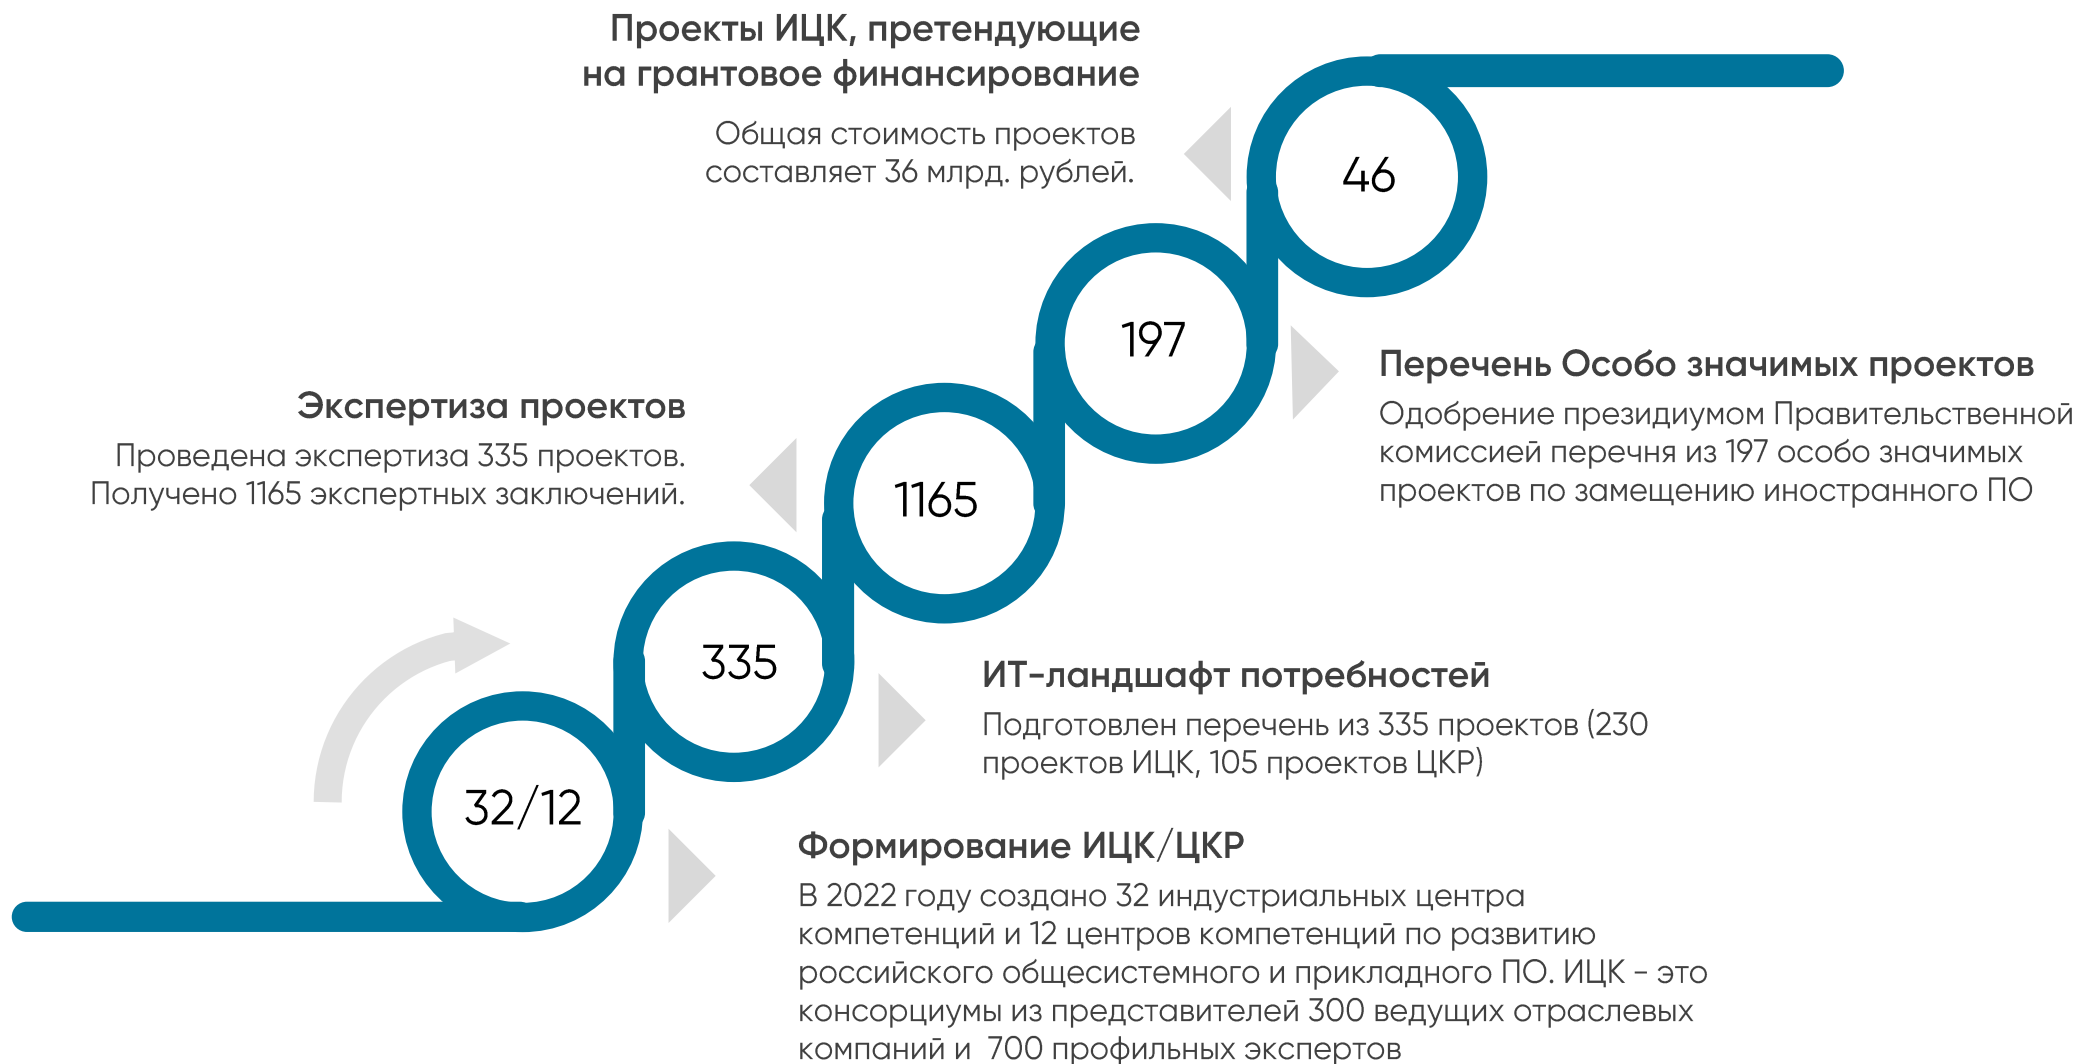 Проекты ИЦК, претендующие
на грантовое финансирование
Общая стоимость проектов
составляет 36 млрд. рублей.
46
197
Перечень Особо значимых проектов
Одобрение президиумом Правительственной
комиссией перечня из 197 особо значимых
проектов по замещению иностранного ПО
Экспертиза проектов
Проведена экспертиза 335 проектов.
Получено 1165 экспертных заключений.
1165
335
ИТ-ландшафт потребностей
Подготовлен перечень из 335 проектов (230
проектов ИЦК, 105 проектов ЦКР)
32/12
Формирование ИЦК/ЦКР
В 2022 году создано 32 индустриальных центра
компетенций и 12 центров компетенций по развитию
российского общесистемного и прикладного ПО. ИЦК - это
консорциумы из представителей 300 ведущих отраслевых
компаний и  700 профильных экспертов